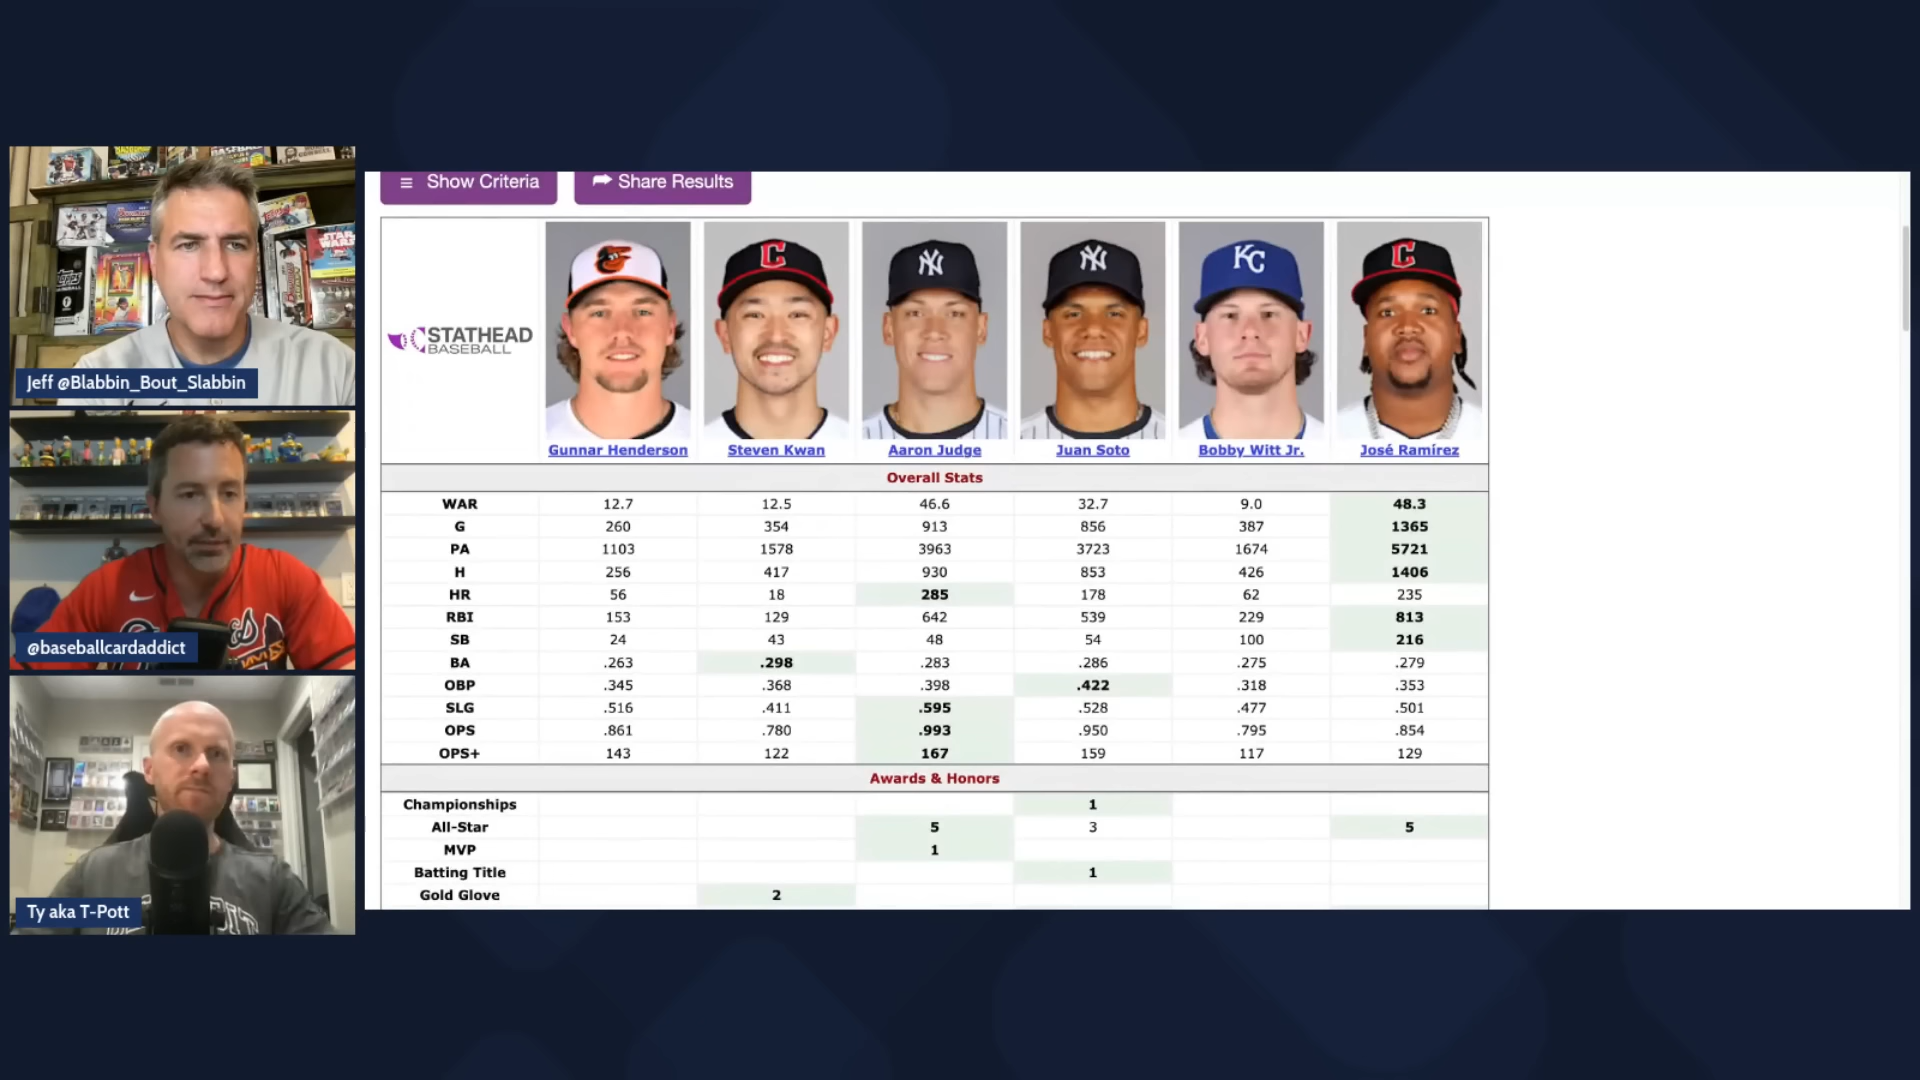 Show Criteria
Share Results
STATHEAD
BASEBALL
Gunnar Henderson Steven Kwan Aaron Judge Juan Soto Bobby Witt Jr. José Ramírez
Overall Stats
WAR 12.7 12.5 46.6 32.7 9.0 48.3
G 260 354 913 856 387 1365
PA 1103 1578 3963 3723 1674 5721
H 256 417 930 853 426 1406
HR 56 18 285 178 62 235
RBI 153 129 642 539 229 813
SB 24 43 48 54 100 216
BA .263 .298 .283 .286 .275 .279
OBP .345 .368 .398 .422 .318 .353
SLG .516 .411 .595 .528 .477 .501
OPS .861 .780 .993 .950 .795 .854
OPS+ 143 122 167 159 117 129
Awards & Honors
Championships 1
All-Star 5 3 5
MVP 1
Batting Title 1
Gold Glove 2
Jeff @Blabbin_Bout_Slabbin
@baseballcardaddict
Ty aka T-Pott
STAR
WARS
KC